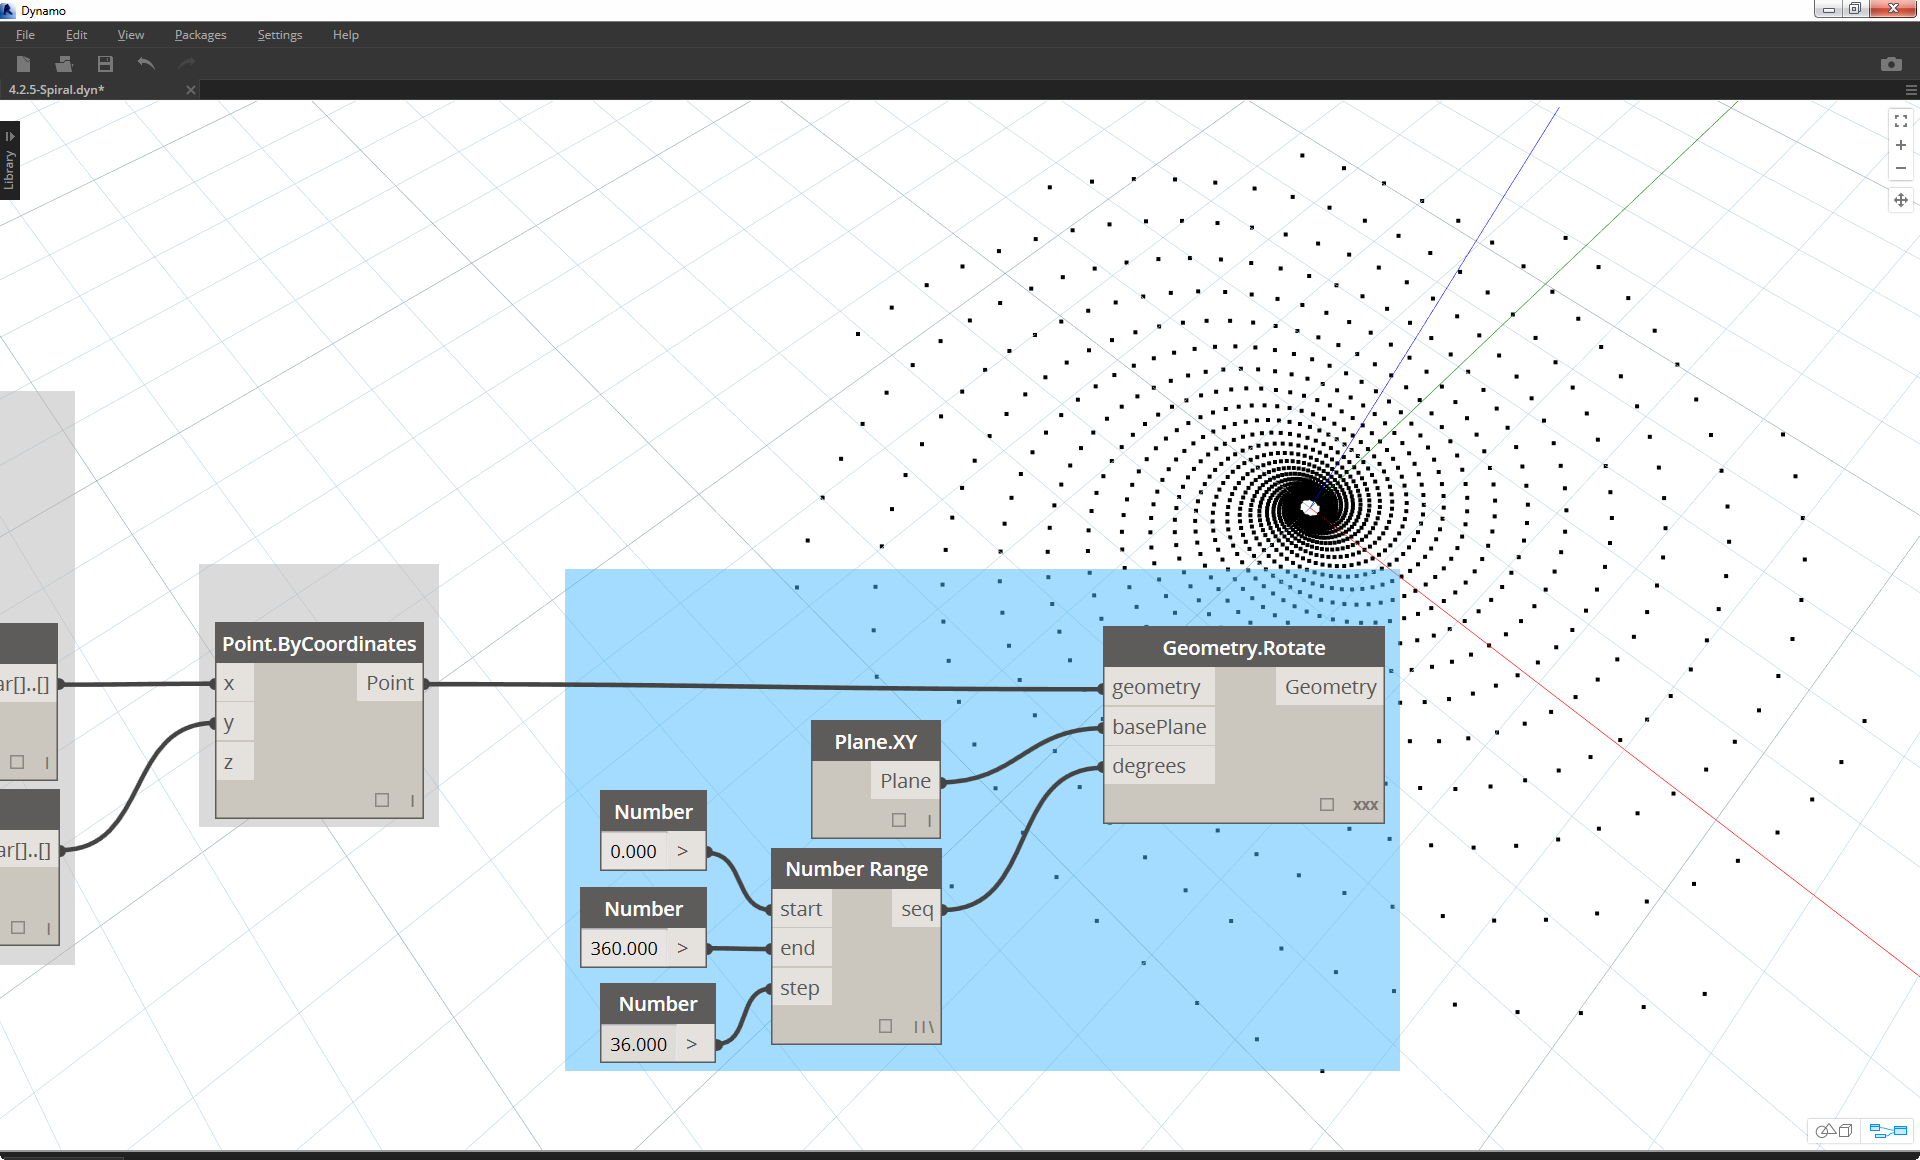 Dynamo
File Edit View Packages Settings Help
4.2.5-Spiral.dyn*
Library
ar[]..[]
|
ar[]..[]
|
Point.ByCoordinates
x Point
y
z
|
Geometry.Rotate
geometry Geometry
basePlane
degrees
xxx
Plane.XY
Plane
|
Number
0.000 >
Number
360.000 >
Number
36.000 >
Number Range
start seq
end
step
||\